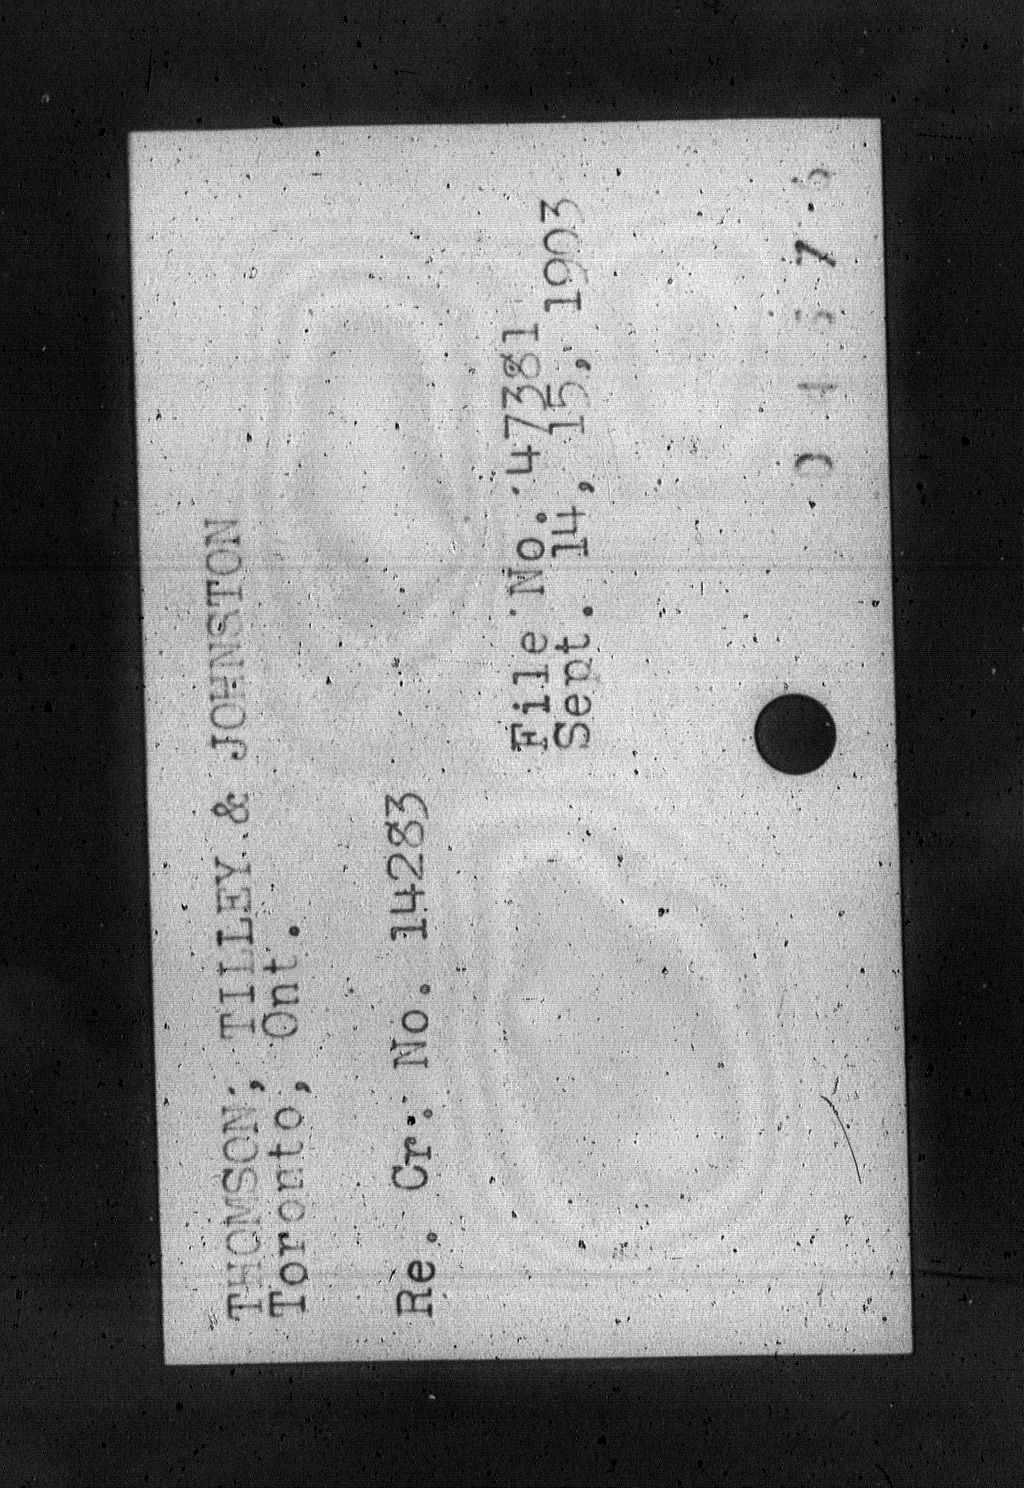 THOMSON; TILLEY & JOHNSTON
Toronto, Ont.
Re. Cr. No. 14283
File No. 47381
Sept. 14, 15, 1903